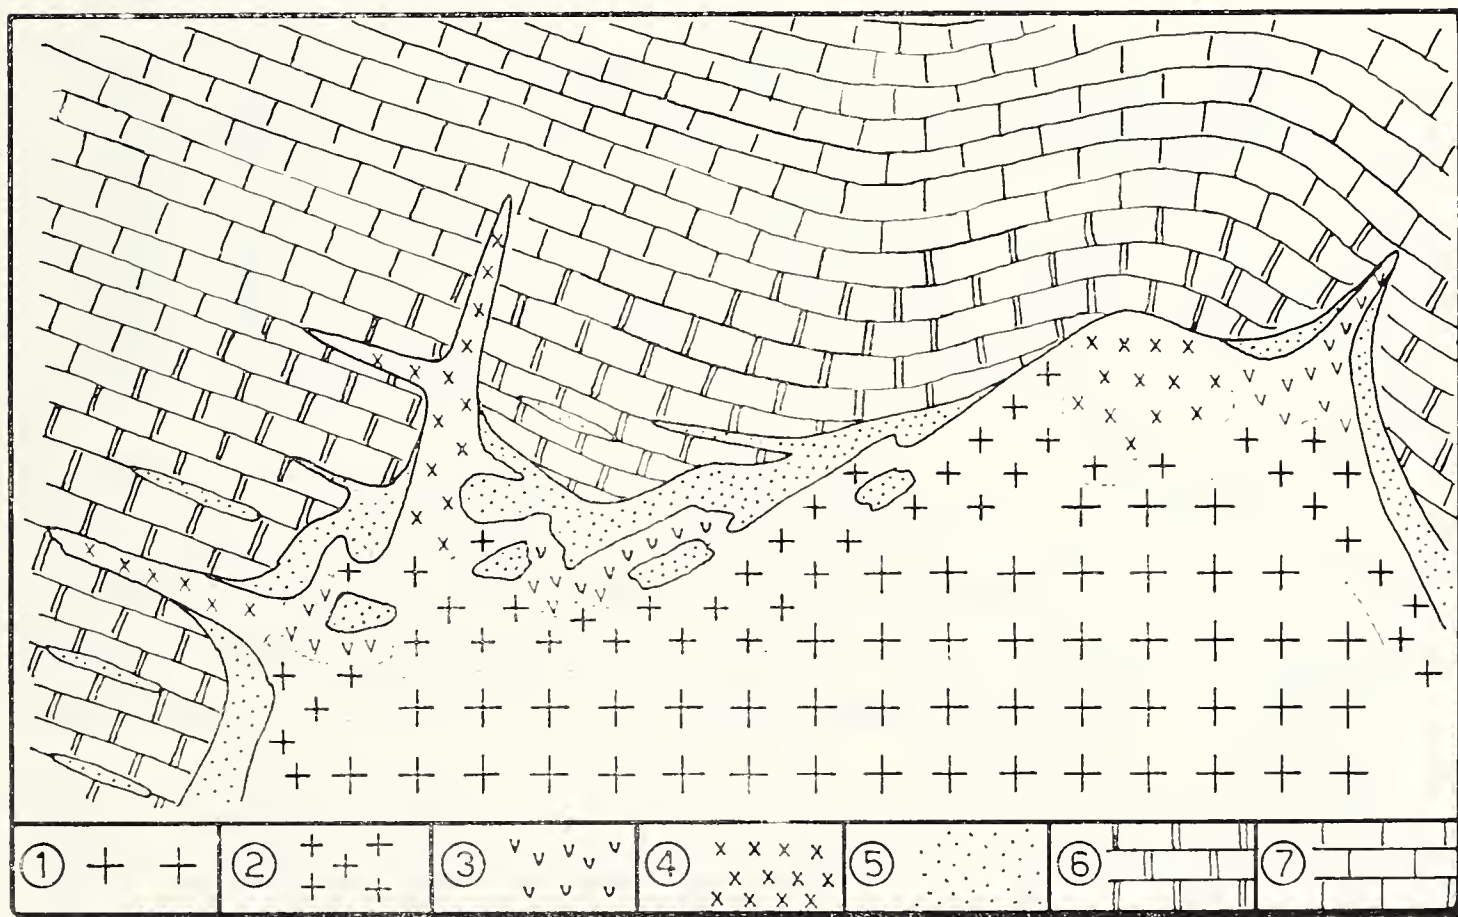 ① ② ③ ④ ⑤ ⑥ ⑦